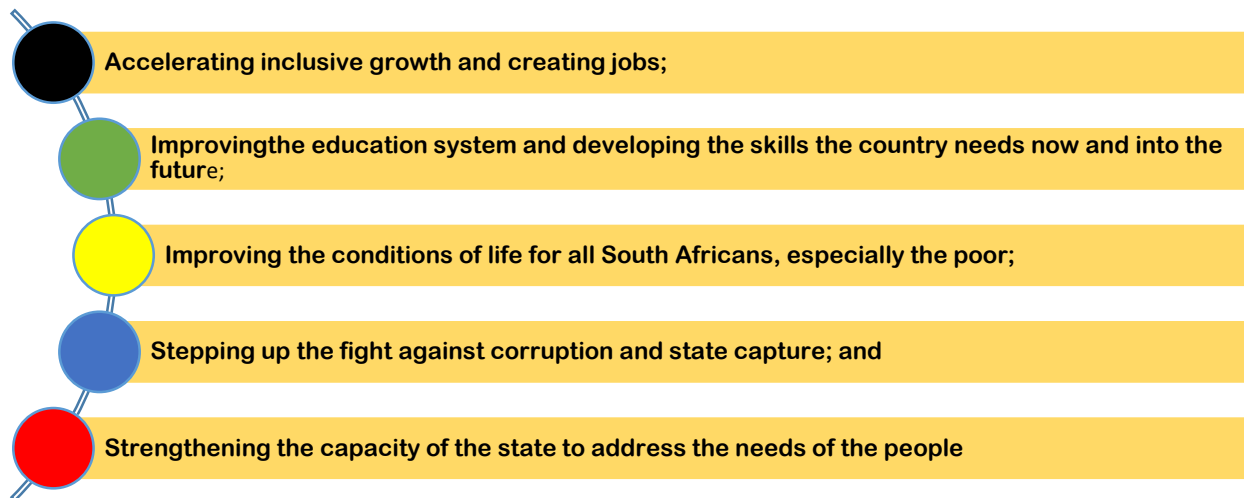 Accelerating inclusive growth and creating jobs;
Improvingthe education system and developing the skills the country needs now and into the
future;
Improving the conditions of life for all South Africans, especially the poor;
Stepping up the fight against corruption and state capture; and
Strengthening the capacity of the state to address the needs of the people